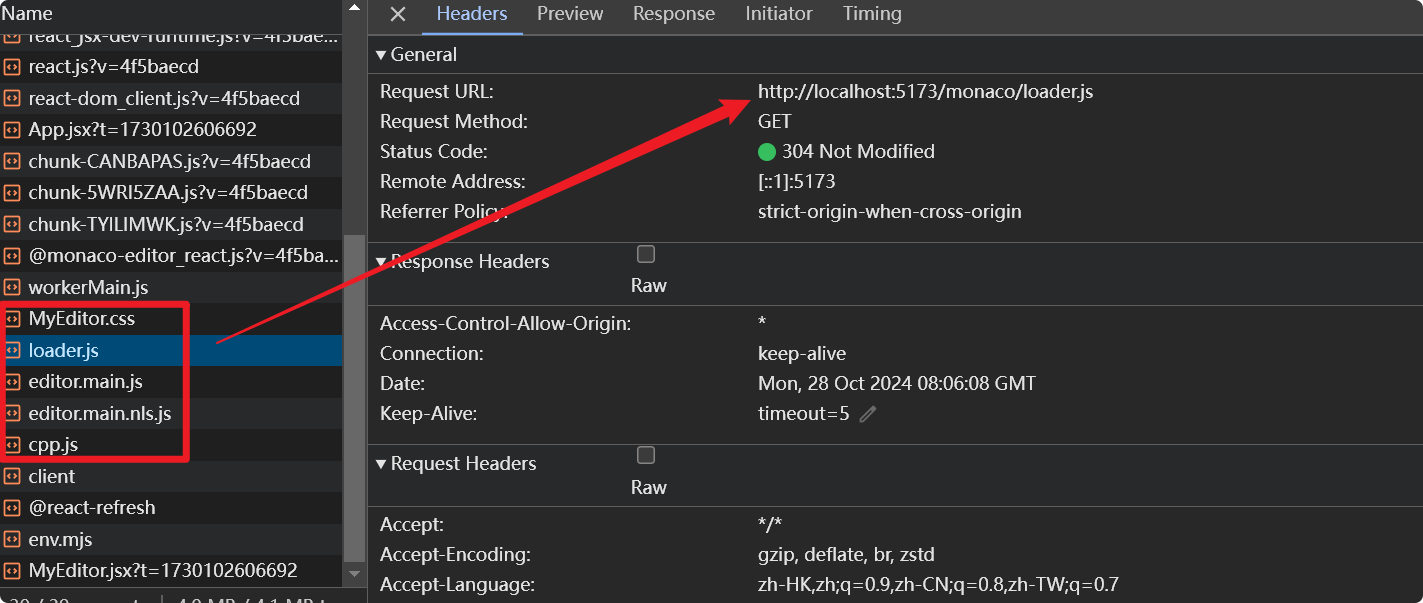 Name
react_jsx-dev-runtime.js?v=4f5bae...
react.js?v=4f5baecd
react-dom_client.js?v=4f5baecd
App.jsx?t=1730102606692
chunk-CANBAPAS.js?v=4f5baecd
chunk-5WRI5ZAA.js?v=4f5baecd
chunk-TYILIMWK.js?v=4f5baecd
@monaco-editor_react.js?v=4f5ba...
workerMain.js
MyEditor.css
loader.js
editor.main.js
editor.main.nls.js
cpp.js
client
@react-refresh
env.mjs
MyEditor.jsx?t=1730102606692
Headers Preview Response Initiator Timing
General
Request URL: http://localhost:5173/monaco/loader.js
Request Method: GET
Status Code: 304 Not Modified
Remote Address: [::1]:5173
Referrer Policy: strict-origin-when-cross-origin
Response Headers
Raw
Access-Control-Allow-Origin: *
Connection: keep-alive
Date: Mon, 28 Oct 2024 08:06:08 GMT
Keep-Alive: timeout=5
Request Headers
Raw
Accept: */*
Accept-Encoding: gzip, deflate, br, zstd
Accept-Language: zh-HK,zh;q=0.9,zh-CN;q=0.8,zh-TW;q=0.7